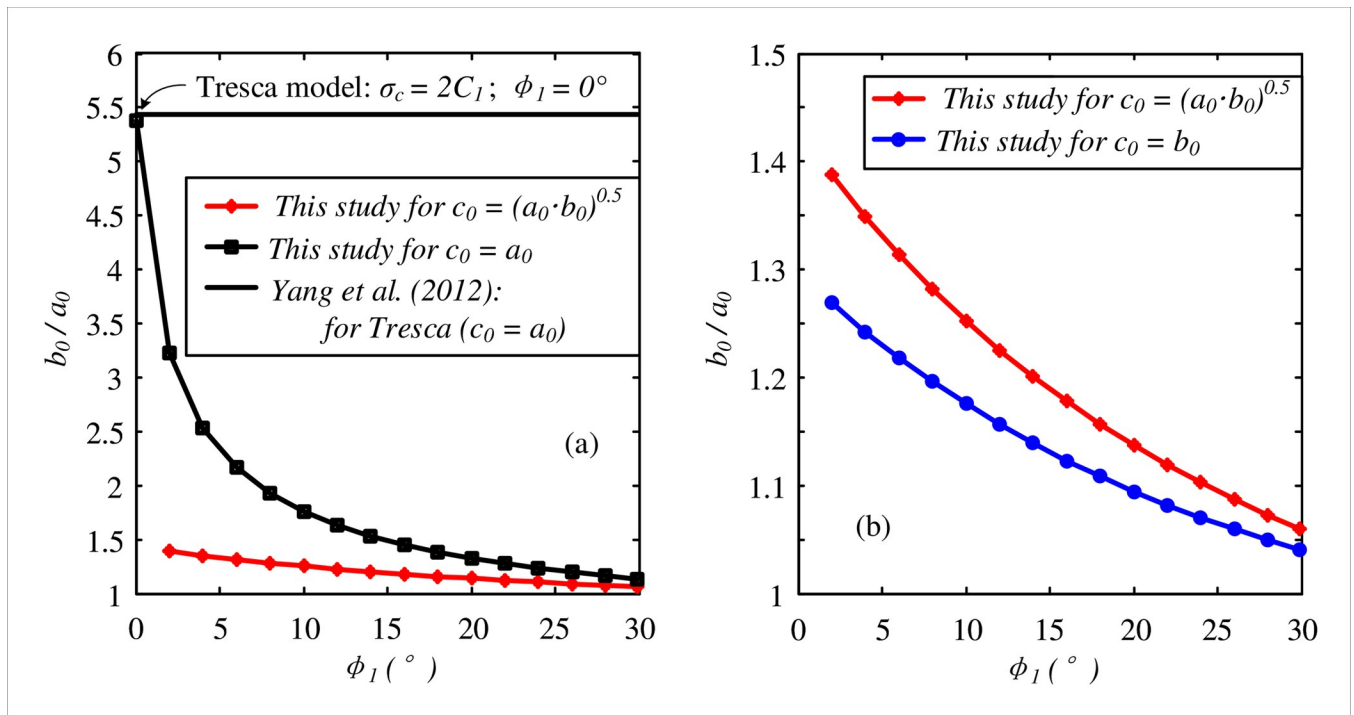 6
5.5
5
4.5
4
3.5
3
2.5
2
1.5
1
b₀ / a₀
Tresca model: σ_c = 2C₁ ; ϕ₁ = 0°
This study for c₀ = (a₀·b₀)^0.5
This study for c₀ = a₀
Yang et al. (2012):
for Tresca (c₀ = a₀)
(a)
0 5 10 15 20 25 30
ϕ₁ ( ° )
1.5
1.4
1.3
1.2
1.1
1
b₀ / a₀
This study for c₀ = (a₀·b₀)^0.5
This study for c₀ = b₀
(b)
0 5 10 15 20 25 30
ϕ₁ ( ° )